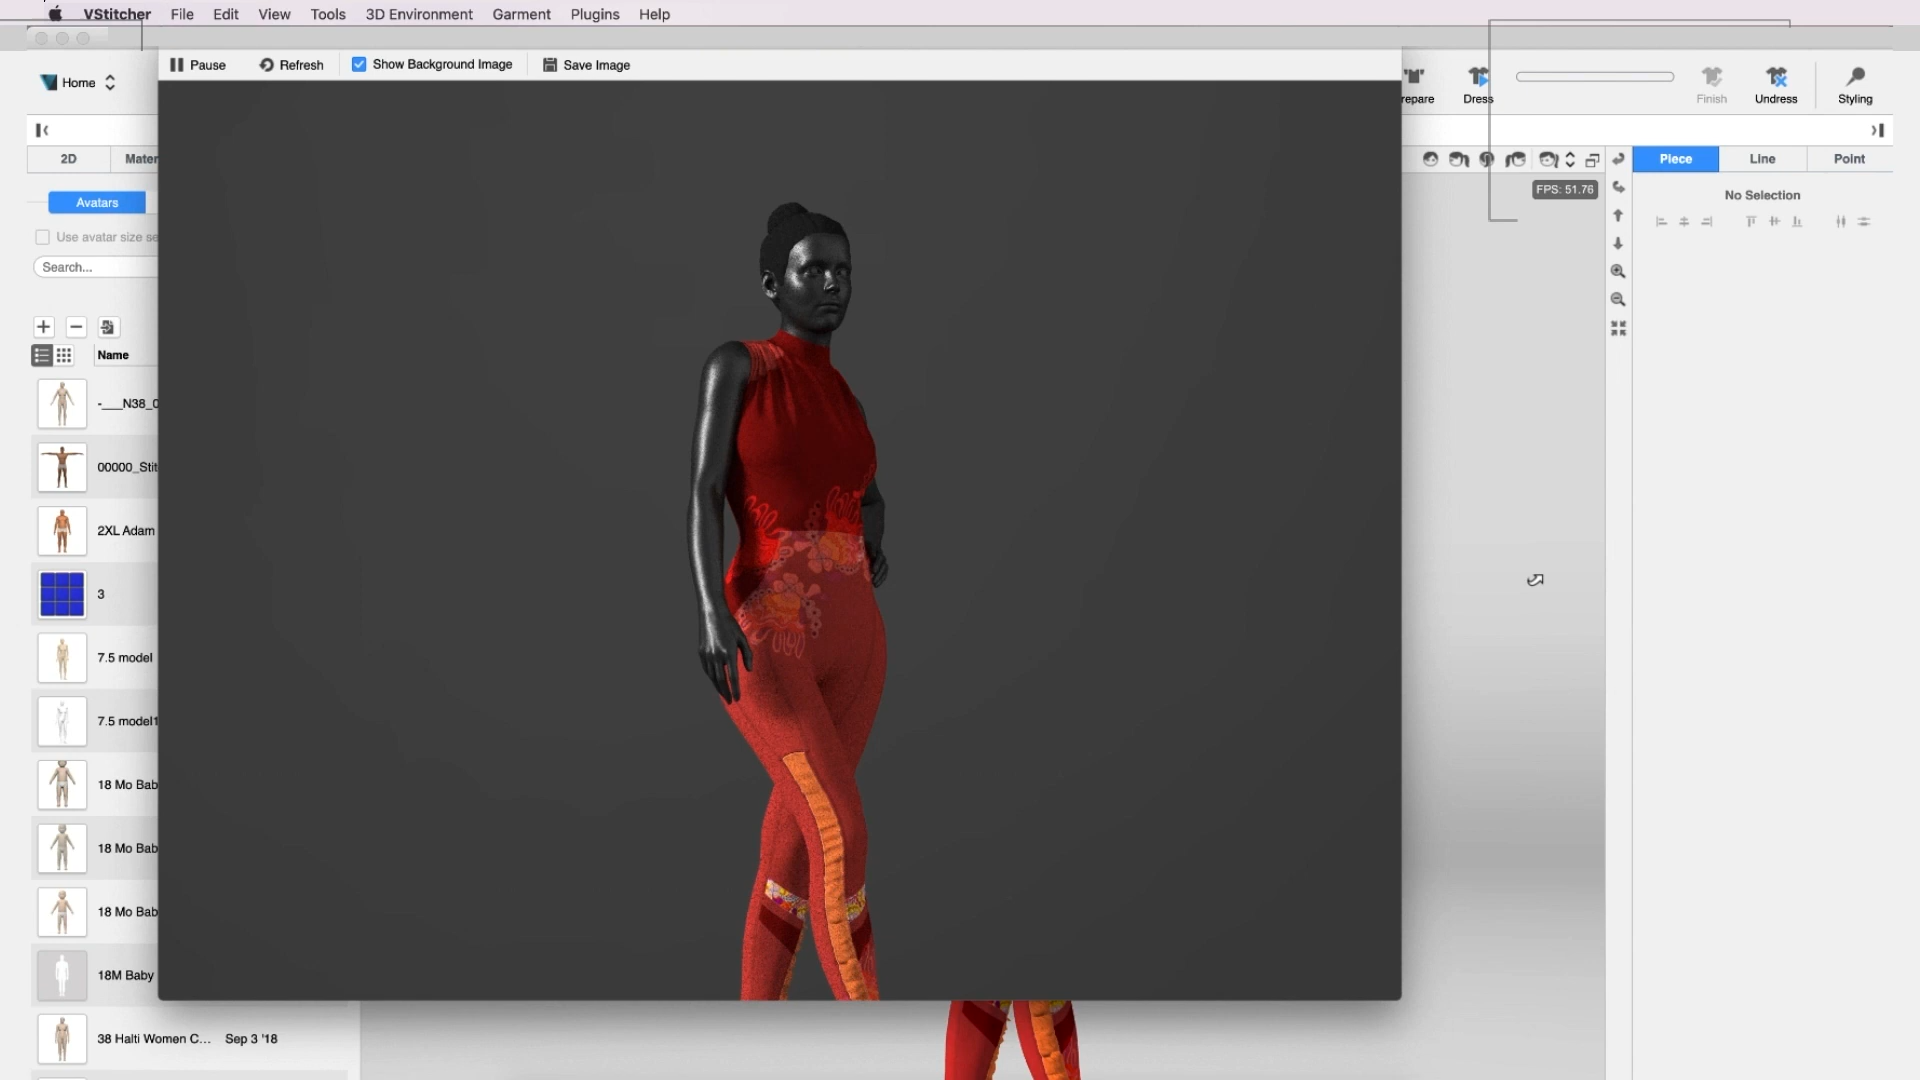 VStitcher File Edit View Tools 3D Environment Garment Plugins Help
Pause Refresh Show Background Image Save Image
Home
repare Dress Finish Undress Styling
2D Mater
Piece Line Point
Avatars
FPS: 51.76
No Selection
Use avatar size se
Search...
Name
-___N38_0
00000_Stit
2XL Adam
3
7.5 model
7.5 model1
18 Mo Bab
18 Mo Bab
18 Mo Bab
18M Baby
38 Halti Women C... Sep 3 '18